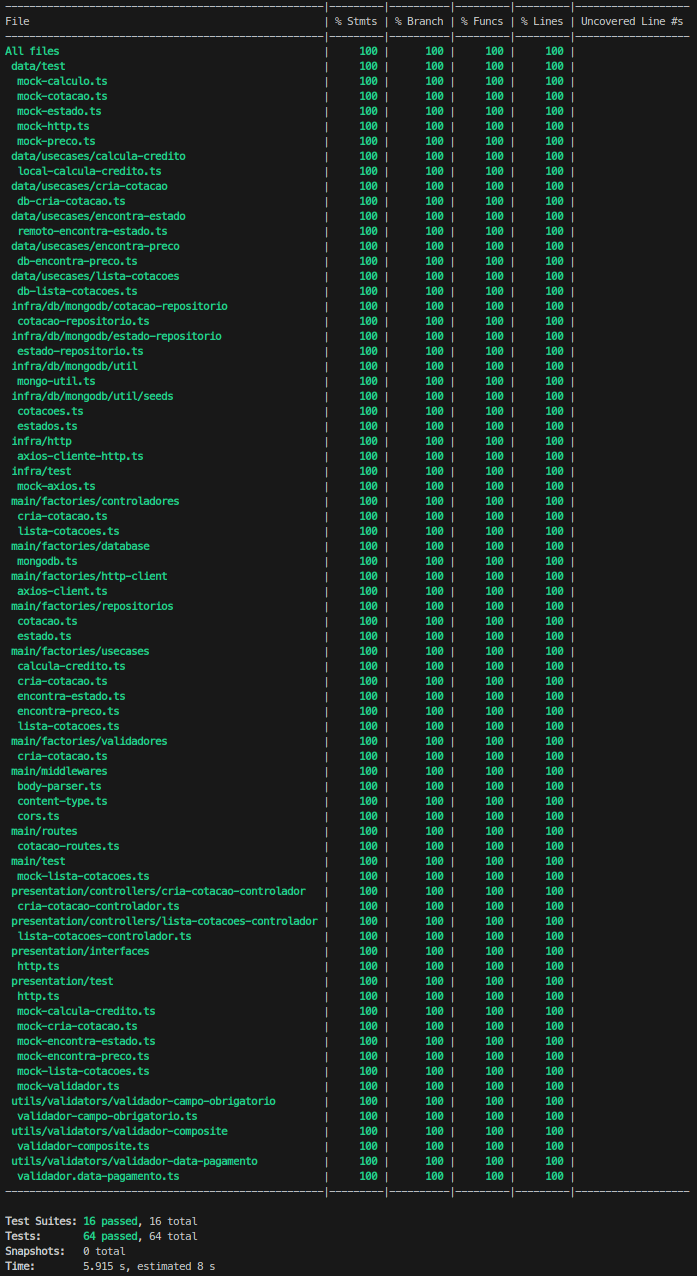 File | % Stmts | % Branch | % Funcs | % Lines | Uncovered Line #s
All files | 100 | 100 | 100 | 100 |
data/test | 100 | 100 | 100 | 100 |
mock-calculo.ts | 100 | 100 | 100 | 100 |
mock-cotacao.ts | 100 | 100 | 100 | 100 |
mock-estado.ts | 100 | 100 | 100 | 100 |
mock-http.ts | 100 | 100 | 100 | 100 |
mock-preco.ts | 100 | 100 | 100 | 100 |
data/usecases/calcula-credito | 100 | 100 | 100 | 100 |
local-calcula-credito.ts | 100 | 100 | 100 | 100 |
data/usecases/cria-cotacao | 100 | 100 | 100 | 100 |
db-cria-cotacao.ts | 100 | 100 | 100 | 100 |
data/usecases/encontra-estado | 100 | 100 | 100 | 100 |
remoto-encontra-estado.ts | 100 | 100 | 100 | 100 |
data/usecases/encontra-preco | 100 | 100 | 100 | 100 |
db-encontra-preco.ts | 100 | 100 | 100 | 100 |
data/usecases/lista-cotacoes | 100 | 100 | 100 | 100 |
db-lista-cotacoes.ts | 100 | 100 | 100 | 100 |
infra/db/mongodb/cotacao-repositorio | 100 | 100 | 100 | 100 |
cotacao-repositorio.ts | 100 | 100 | 100 | 100 |
infra/db/mongodb/estado-repositorio | 100 | 100 | 100 | 100 |
estado-repositorio.ts | 100 | 100 | 100 | 100 |
infra/db/mongodb/util | 100 | 100 | 100 | 100 |
mongo-util.ts | 100 | 100 | 100 | 100 |
infra/db/mongodb/util/seeds | 100 | 100 | 100 | 100 |
cotacoes.ts | 100 | 100 | 100 | 100 |
estados.ts | 100 | 100 | 100 | 100 |
infra/http | 100 | 100 | 100 | 100 |
axios-cliente-http.ts | 100 | 100 | 100 | 100 |
infra/test | 100 | 100 | 100 | 100 |
mock-axios.ts | 100 | 100 | 100 | 100 |
main/factories/controladores | 100 | 100 | 100 | 100 |
cria-cotacao.ts | 100 | 100 | 100 | 100 |
lista-cotacoes.ts | 100 | 100 | 100 | 100 |
main/factories/database | 100 | 100 | 100 | 100 |
mongodb.ts | 100 | 100 | 100 | 100 |
main/factories/http-client | 100 | 100 | 100 | 100 |
axios-client.ts | 100 | 100 | 100 | 100 |
main/factories/repositorios | 100 | 100 | 100 | 100 |
cotacao.ts | 100 | 100 | 100 | 100 |
estado.ts | 100 | 100 | 100 | 100 |
main/factories/usecases | 100 | 100 | 100 | 100 |
calcula-credito.ts | 100 | 100 | 100 | 100 |
cria-cotacao.ts | 100 | 100 | 100 | 100 |
encontra-estado.ts | 100 | 100 | 100 | 100 |
encontra-preco.ts | 100 | 100 | 100 | 100 |
lista-cotacoes.ts | 100 | 100 | 100 | 100 |
main/factories/validadores | 100 | 100 | 100 | 100 |
cria-cotacao.ts | 100 | 100 | 100 | 100 |
main/middlewares | 100 | 100 | 100 | 100 |
body-parser.ts | 100 | 100 | 100 | 100 |
content-type.ts | 100 | 100 | 100 | 100 |
cors.ts | 100 | 100 | 100 | 100 |
main/routes | 100 | 100 | 100 | 100 |
cotacao-routes.ts | 100 | 100 | 100 | 100 |
main/test | 100 | 100 | 100 | 100 |
mock-lista-cotacoes.ts | 100 | 100 | 100 | 100 |
presentation/controllers/cria-cotacao-controlador | 100 | 100 | 100 | 100 |
cria-cotacao-controlador.ts | 100 | 100 | 100 | 100 |
presentation/controllers/lista-cotacoes-controlador | 100 | 100 | 100 | 100 |
lista-cotacoes-controlador.ts | 100 | 100 | 100 | 100 |
presentation/interfaces | 100 | 100 | 100 | 100 |
http.ts | 100 | 100 | 100 | 100 |
presentation/test | 100 | 100 | 100 | 100 |
http.ts | 100 | 100 | 100 | 100 |
mock-calcula-credito.ts | 100 | 100 | 100 | 100 |
mock-cria-cotacao.ts | 100 | 100 | 100 | 100 |
mock-encontra-estado.ts | 100 | 100 | 100 | 100 |
mock-encontra-preco.ts | 100 | 100 | 100 | 100 |
mock-lista-cotacoes.ts | 100 | 100 | 100 | 100 |
mock-validador.ts | 100 | 100 | 100 | 100 |
utils/validators/validador-campo-obrigatorio | 100 | 100 | 100 | 100 |
validador-campo-obrigatorio.ts | 100 | 100 | 100 | 100 |
utils/validators/validador-composite | 100 | 100 | 100 | 100 |
validador-composite.ts | 100 | 100 | 100 | 100 |
utils/validators/validador-data-pagamento | 100 | 100 | 100 | 100 |
validador.data-pagamento.ts | 100 | 100 | 100 | 100 |
Test Suites: 16 passed, 16 total
Tests: 64 passed, 64 total
Snapshots: 0 total
Time: 5.915 s, estimated 8 s